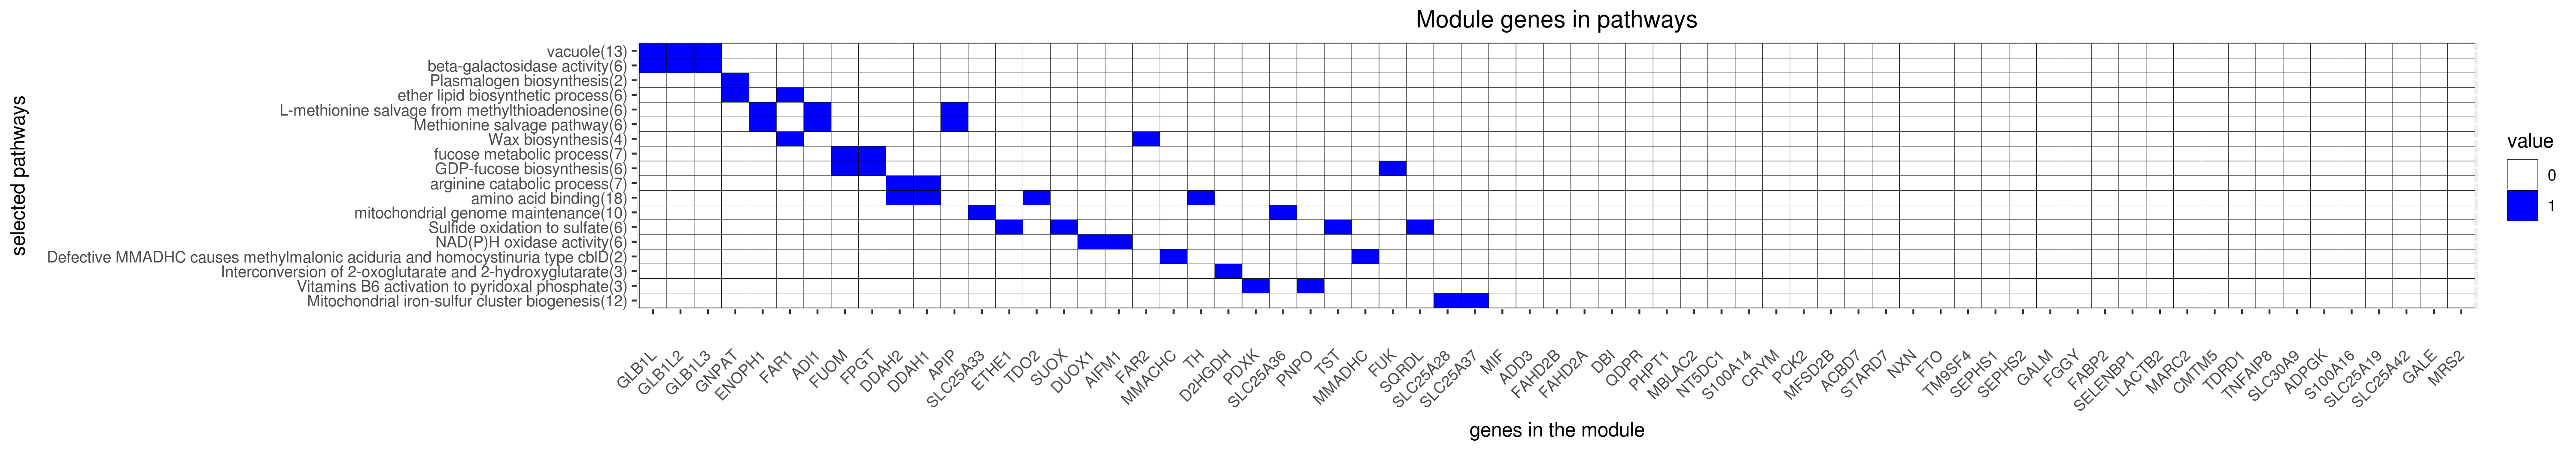 Module genes in pathways
selected pathways
vacuole(13)
beta-galactosidase activity(6)
Plasmalogen biosynthesis(2)
ether lipid biosynthetic process(6)
L-methionine salvage from methylthioadenosine(6)
Methionine salvage pathway(6)
Wax biosynthesis(4)
fucose metabolic process(7)
GDP-fucose biosynthesis(6)
arginine catabolic process(7)
amino acid binding(18)
mitochondrial genome maintenance(10)
Sulfide oxidation to sulfate(6)
NAD(P)H oxidase activity(6)
Defective MMADHC causes methylmalonic aciduria and homocystinuria type cblD(2)
Interconversion of 2-oxoglutarate and 2-hydroxyglutarate(3)
Vitamins B6 activation to pyridoxal phosphate(3)
Mitochondrial iron-sulfur cluster biogenesis(12)
GLB1L
GLB1L2
GLB1L3
GNPAT
ENOPH1
FAR1
ADI1
FUOM
FPGT
DDAH2
DDAH1
APIP
SLC25A33
ETHE1
TDO2
SUOX
DUOX1
AIFM1
FAR2
MMACHC
TH
D2HGDH
PDXK
SLC25A36
PNPO
TST
MMADHC
FUK
SQRDL
SLC25A28
SLC25A37
MIF
ADD3
FAHD2B
FAHD2A
DBI
QDPR
PHPT1
MBLAC2
NT5DC1
S100A14
CRYM
PCK2
MFSD2B
ACBD7
STARD7
NXN
FTO
TM9SF4
SEPHS1
SEPHS2
GALM
FGGY
FABP2
SELENBP1
LACTB2
MARC2
CMTM5
TDRD1
TNFAIP8
SLC30A9
ADPGK
S100A16
SLC25A19
SLC25A42
GALE
MRS2
genes in the module
value
0
1